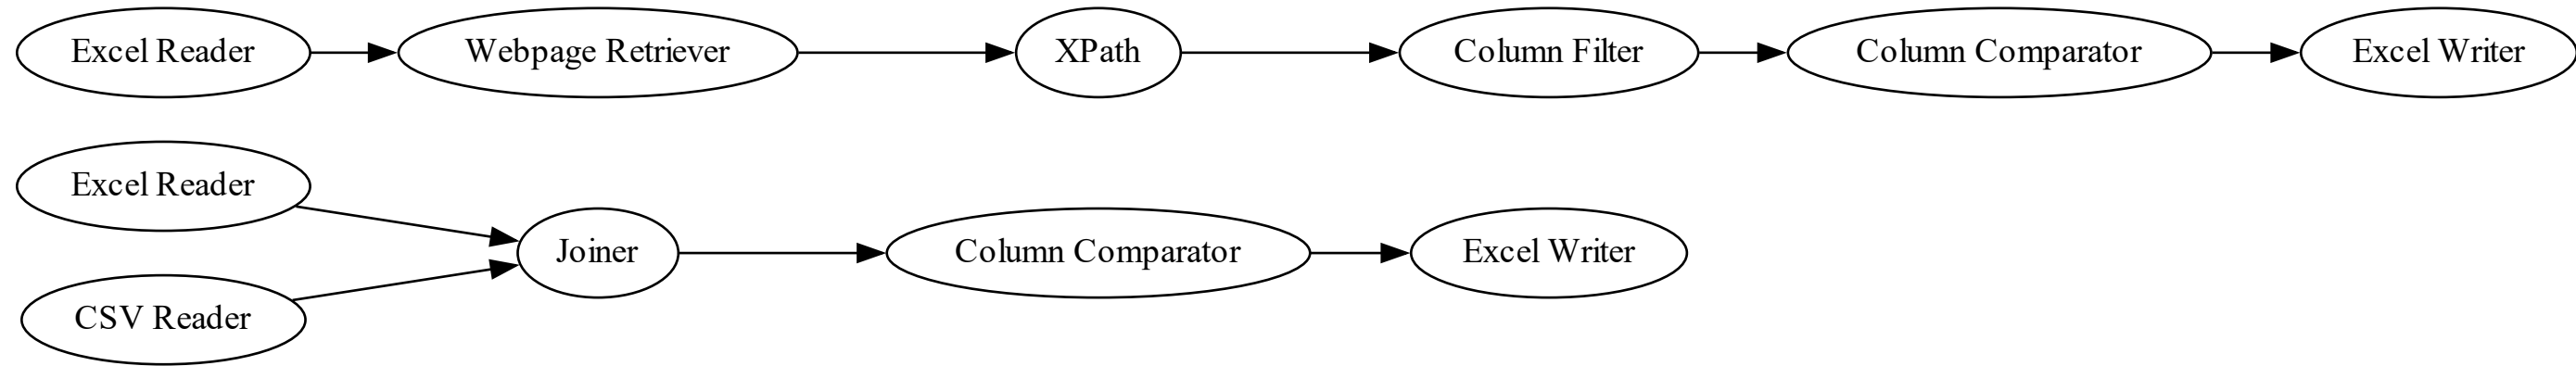 Excel Reader
Webpage Retriever
XPath
Column Filter
Column Comparator
Excel Writer
Excel Reader
CSV Reader
Joiner
Column Comparator
Excel Writer